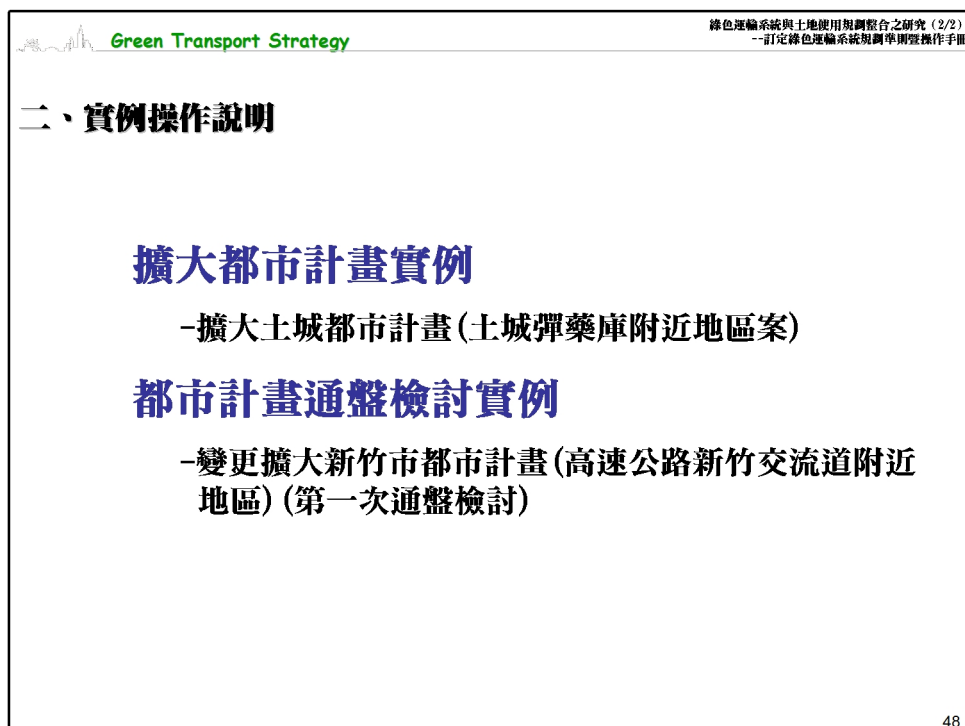 Green Transport Strategy
綠色運輸系統與土地使用規劃整合之研究（2/2）
--訂定綠色運輸系統規劃準則暨操作手冊
二、實例操作說明
擴大都市計畫實例
-擴大土城都市計畫(土城彈藥庫附近地區案)
都市計畫通盤檢討實例
-變更擴大新竹市都市計畫(高速公路新竹交流道附近
地區)(第一次通盤檢討)
48